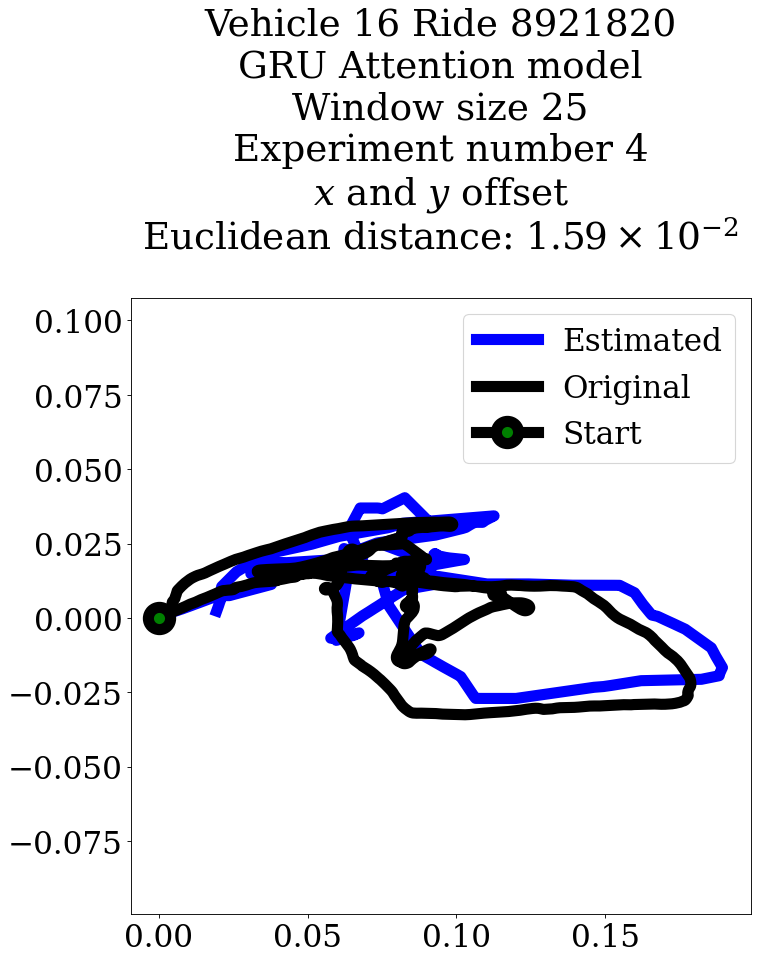 Vehicle 16 Ride 8921820
GRU Attention model
Window size 25
Experiment number 4
x and y offset
Euclidean distance: 1.59 × 10⁻²
Estimated
Original
Start
0.100
0.075
0.050
0.025
0.000
−0.025
−0.050
−0.075
0.00 0.05 0.10 0.15